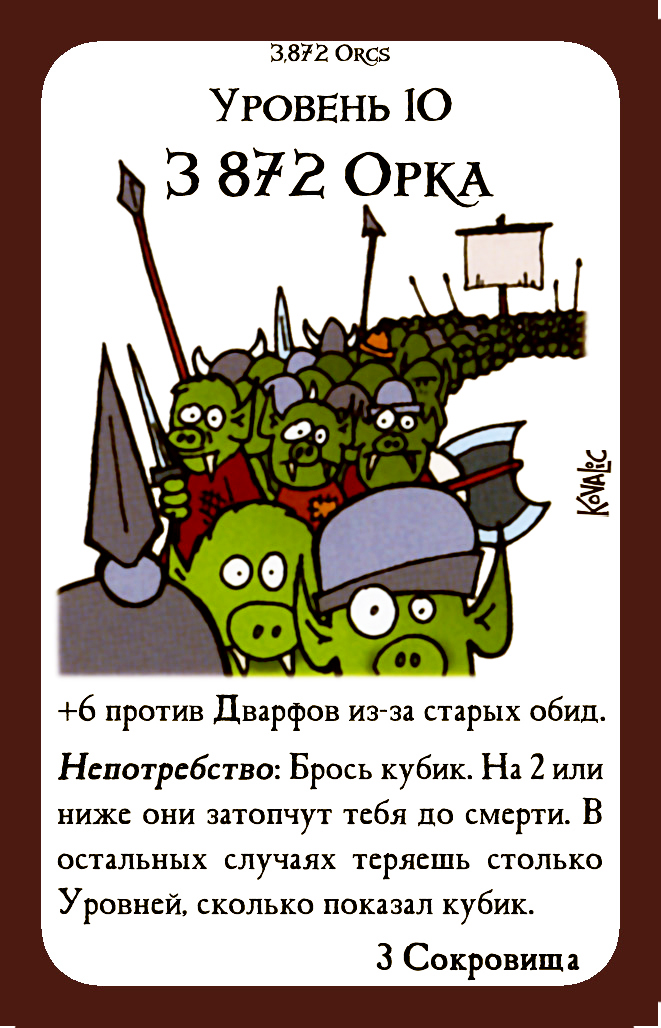 3,872 Orcs
Уровень 10
3 872 Орка
Kovalic
+6 против Дварфов из-за старых обид.
Непотребство: Брось кубик. На 2 или
ниже они затопчут тебя до смерти. В
остальных случаях теряешь столько
Уровней, сколько показал кубик.
3 Сокровища